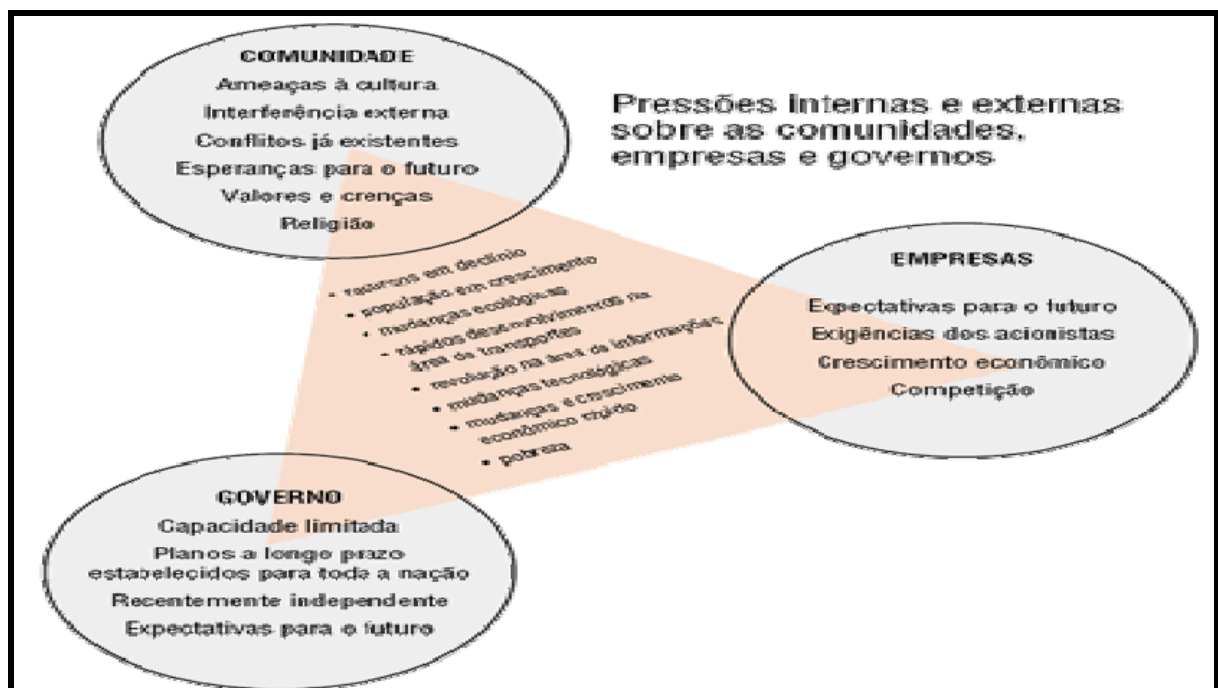 COMUNIDADE
Ameaças à cultura
Interferência externa
Conflitos já existentes
Esperanças para o futuro
Valores e crenças
Religião
Pressões internas e externas
sobre as comunidades,
empresas e governos
EMPRESAS
Expectativas para o futuro
Exigências dos acionistas
Crescimento econômico
Competição
• recursos em declínio
• população em crescimento
• mudanças ecológicas
• rápidos desenvolvimentos na
área de transportes
• revolução na área de informações
• mudanças tecnológicas
• mudanças e crescimento
econômico rápido
• pobreza
GOVERNO
Capacidade limitada
Planos a longo prazo
estabelecidos para toda a nação
Recentemente independente
Expectativas para o futuro